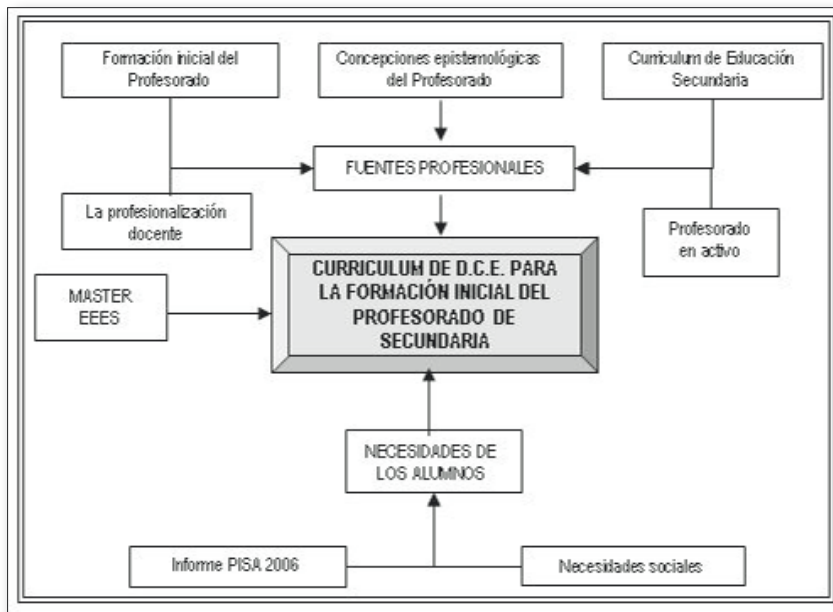 Formación inicial del
Profesorado
Concepciones epistemológicas
del Profesorado
Curriculum de Educación
Secundaria
FUENTES PROFESIONALES
La profesionalización
docente
Profesorado
en activo
CURRICULUM DE D.C.E. PARA
LA FORMACIÓN INICIAL DEL
PROFESORADO DE
SECUNDARIA
MASTER
EEES
NECESIDADES DE
LOS ALUMNOS
Informe PISA 2006
Necesidades sociales